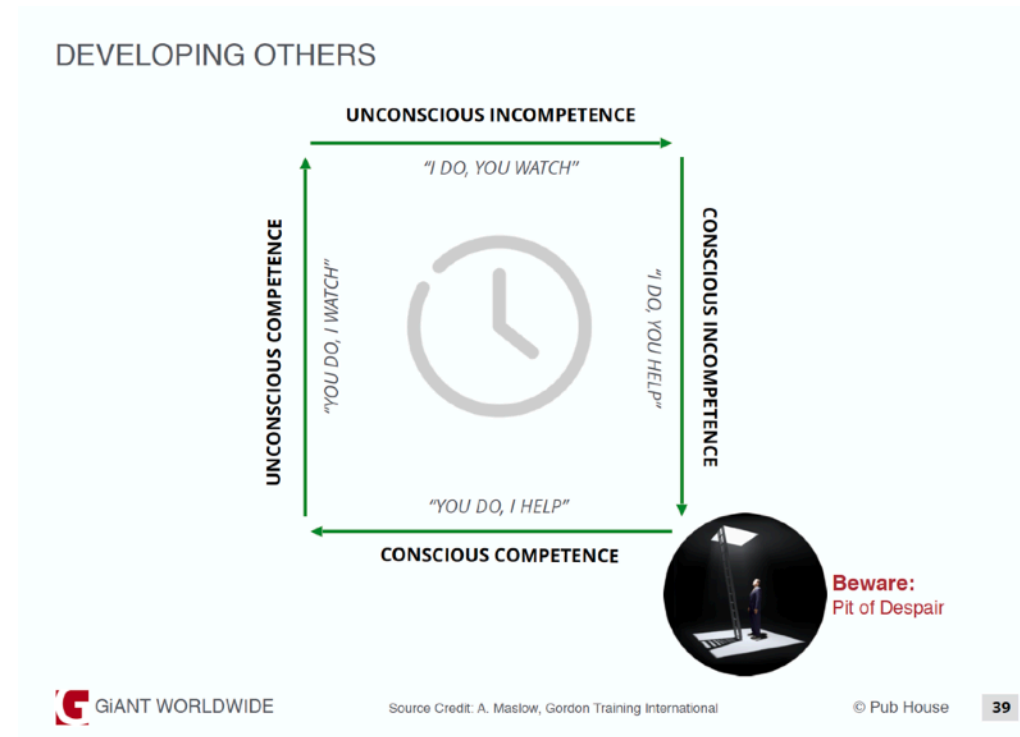 DEVELOPING OTHERS
UNCONSCIOUS INCOMPETENCE
"I DO, YOU WATCH"
CONSCIOUS INCOMPETENCE
"I DO, YOU HELP"
"YOU DO, I HELP"
CONSCIOUS COMPETENCE
UNCONSCIOUS COMPETENCE
"YOU DO, I WATCH"
Beware:
Pit of Despair
GiANT WORLDWIDE
Source Credit: A. Maslow, Gordon Training International
© Pub House
39